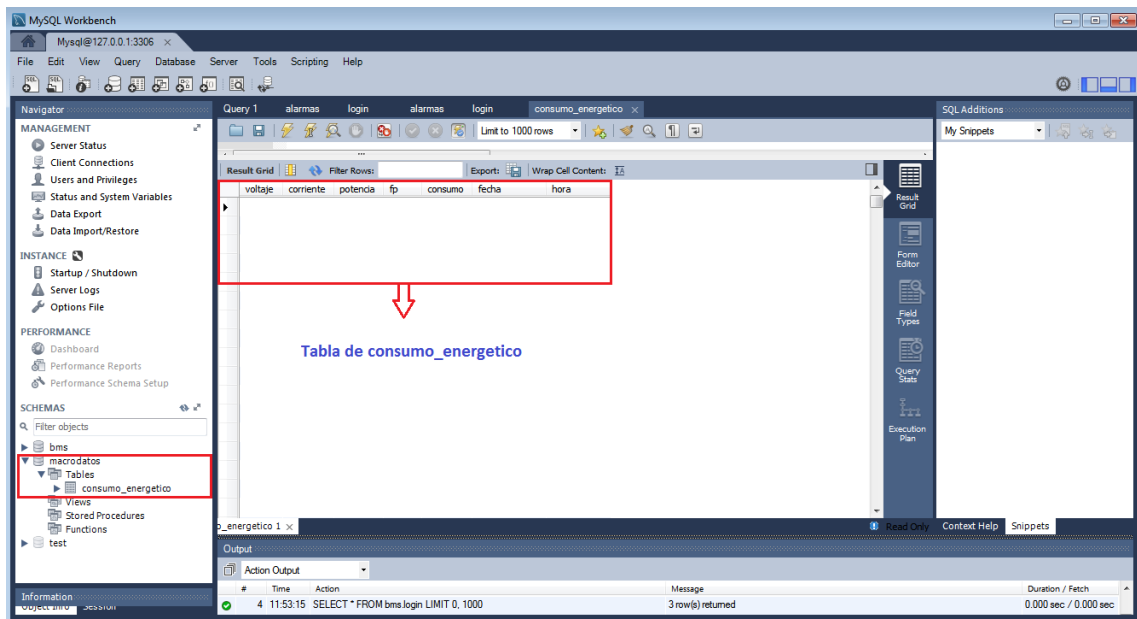 MySQL Workbench
Mysql@127.0.0.1:3306 ×
File Edit View Query Database Server Tools Scripting Help
Navigator
MANAGEMENT
Server Status
Client Connections
Users and Privileges
Status and System Variables
Data Export
Data Import/Restore
INSTANCE
Startup / Shutdown
Server Logs
Options File
PERFORMANCE
Dashboard
Performance Reports
Performance Schema Setup
SCHEMAS
Filter objects
bms
macrodatos
Tables
consumo_energetico
Views
Stored Procedures
Functions
test
Information
Object Info Session
Query 1 alarmas login alarmas login consumo_energetico ×
Limit to 1000 rows
Result Grid Filter Rows: Export: Wrap Cell Content:
voltaje corriente potencia fp consumo fecha hora
Tabla de consumo_energetico
Result Grid
Form Editor
Field Types
Query Stats
Execution Plan
o_energetico 1 ×
Read Only
SQL Additions
My Snippets
Context Help Snippets
Output
Action Output
# Time Action Message Duration / Fetch
4 11:53:15 SELECT * FROM bms.login LIMIT 0, 1000 3 row(s) returned 0.000 sec / 0.000 sec